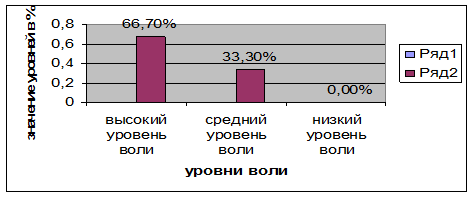 значение уровней в %
0,8
0,6
0,4
0,2
0
66,70%
33,30%
0,00%
высокий
уровень
воли
средний
уровень
воли
низкий
уровень
воли
уровни воли
Ряд1
Ряд2